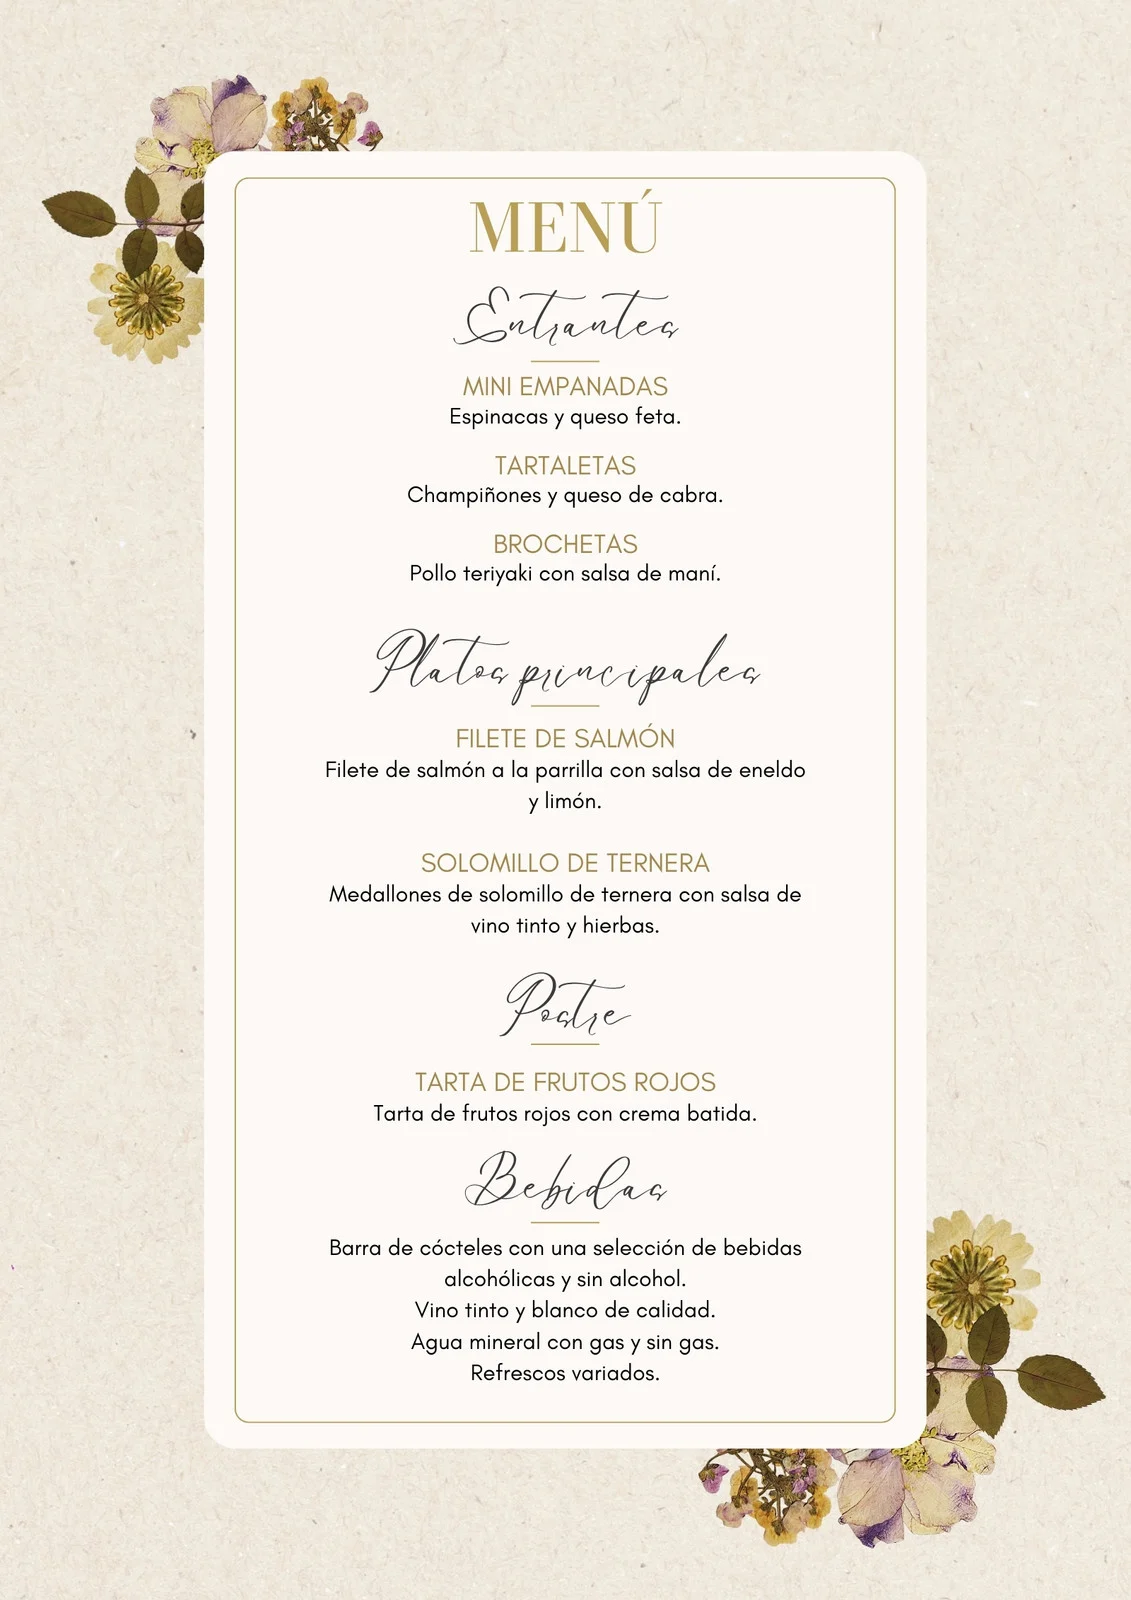 MENÚ
Entrantes
MINI EMPANADAS
Espinacas y queso feta.
TARTALETAS
Champiñones y queso de cabra.
BROCHETAS
Pollo teriyaki con salsa de maní.
Platos principales
FILETE DE SALMÓN
Filete de salmón a la parrilla con salsa de eneldo
y limón.
SOLOMILLO DE TERNERA
Medallones de solomillo de ternera con salsa de
vino tinto y hierbas.
Postre
TARTA DE FRUTOS ROJOS
Tarta de frutos rojos con crema batida.
Bebidas
Barra de cócteles con una selección de bebidas
alcohólicas y sin alcohol.
Vino tinto y blanco de calidad.
Agua mineral con gas y sin gas.
Refrescos variados.